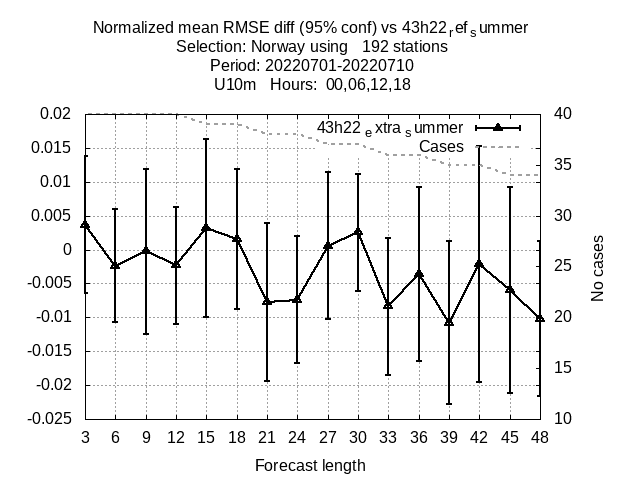 Normalized mean RMSE diff (95% conf) vs 43h22refsummer
Selection: Norway using 192 stations
Period: 20220701-20220710
U10m Hours: 00,06,12,18
43h22extrasummer
Cases
0.02
0.015
0.01
0.005
0
-0.005
-0.01
-0.015
-0.02
-0.025
40
35
30
25
20
15
10
No cases
3 6 9 12 15 18 21 24 27 30 33 36 39 42 45 48
Forecast length